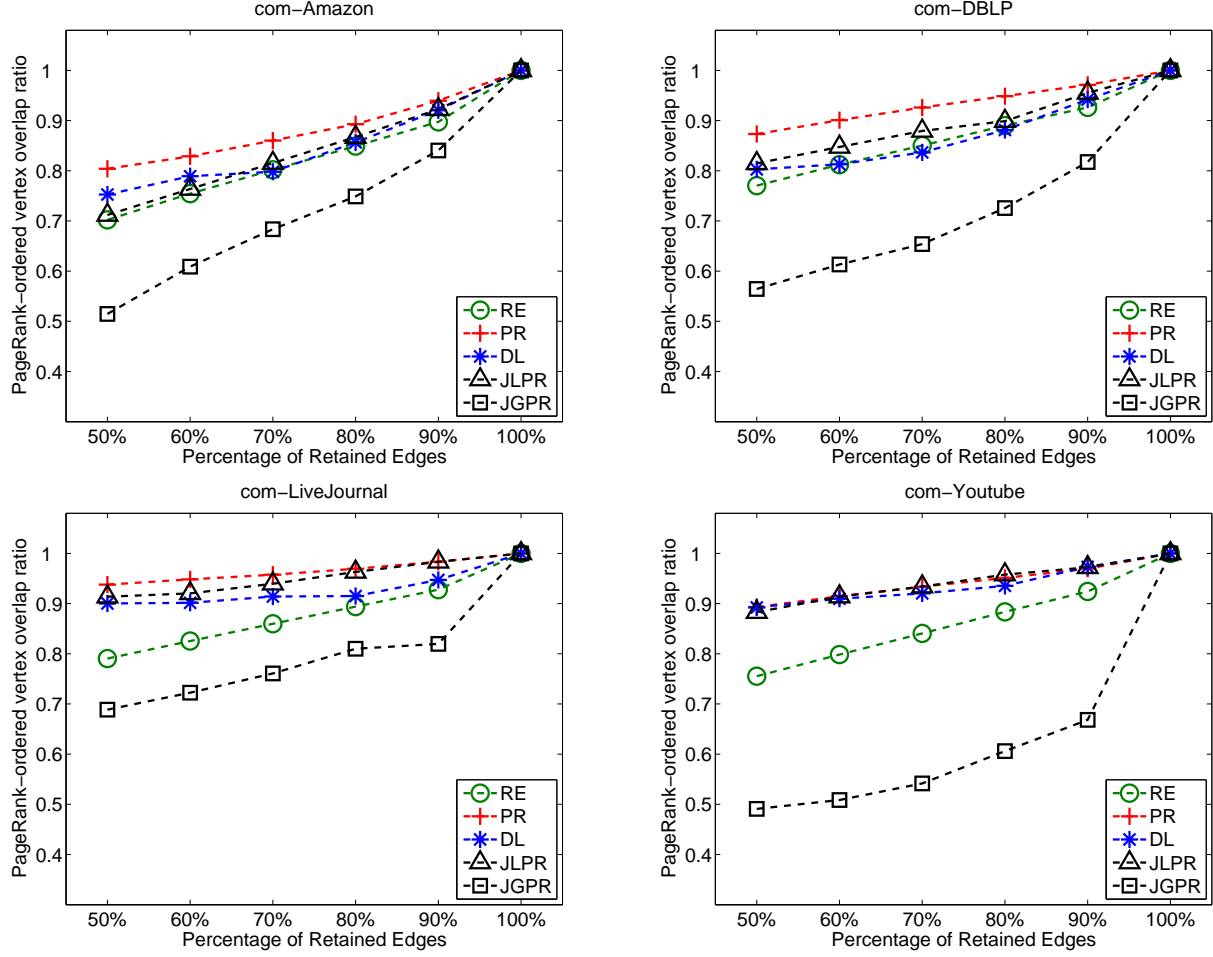 com−Amazon
PageRank−ordered vertex overlap ratio
1
0.9
0.8
0.7
0.6
0.5
0.4
RE
PR
DL
JLPR
JGPR
50% 60% 70% 80% 90% 100%
Percentage of Retained Edges
com−DBLP
PageRank−ordered vertex overlap ratio
1
0.9
0.8
0.7
0.6
0.5
0.4
RE
PR
DL
JLPR
JGPR
50% 60% 70% 80% 90% 100%
Percentage of Retained Edges
com−LiveJournal
PageRank−ordered vertex overlap ratio
1
0.9
0.8
0.7
0.6
0.5
0.4
RE
PR
DL
JLPR
JGPR
50% 60% 70% 80% 90% 100%
Percentage of Retained Edges
com−Youtube
PageRank−ordered vertex overlap ratio
1
0.9
0.8
0.7
0.6
0.5
0.4
RE
PR
DL
JLPR
JGPR
50% 60% 70% 80% 90% 100%
Percentage of Retained Edges